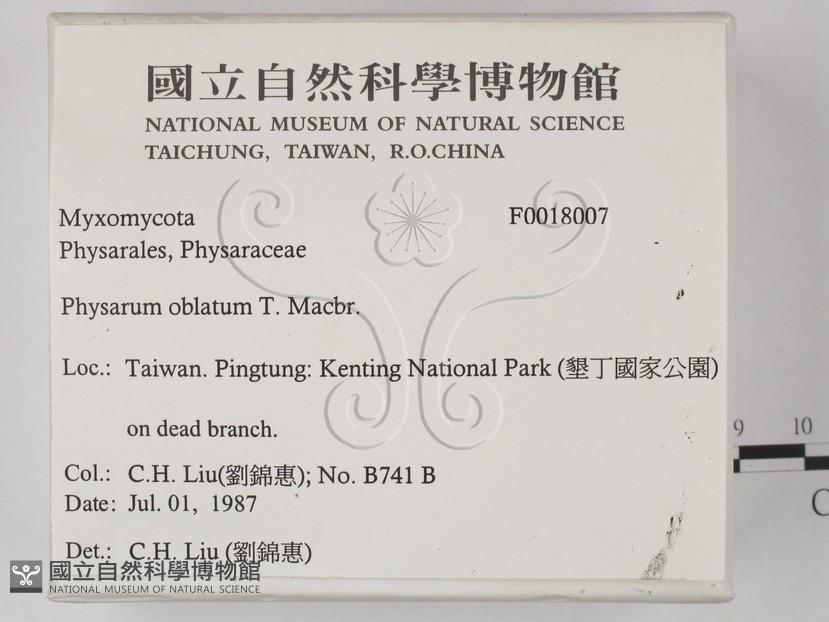 國立自然科學博物館
NATIONAL MUSEUM OF NATURAL SCIENCE
TAICHUNG, TAIWAN, R.O.CHINA
Myxomycota F0018007
Physarales, Physaraceae
Physarum oblatum T. Macbr.
Loc.: Taiwan. Pingtung: Kenting National Park (墾丁國家公園)
on dead branch.
Col.: C.H. Liu(劉錦惠); No. B741 B
Date: Jul. 01, 1987
Det.: C.H. Liu (劉錦惠)
國立自然科學博物館
NATIONAL MUSEUM OF NATURAL SCIENCE
9 10
C